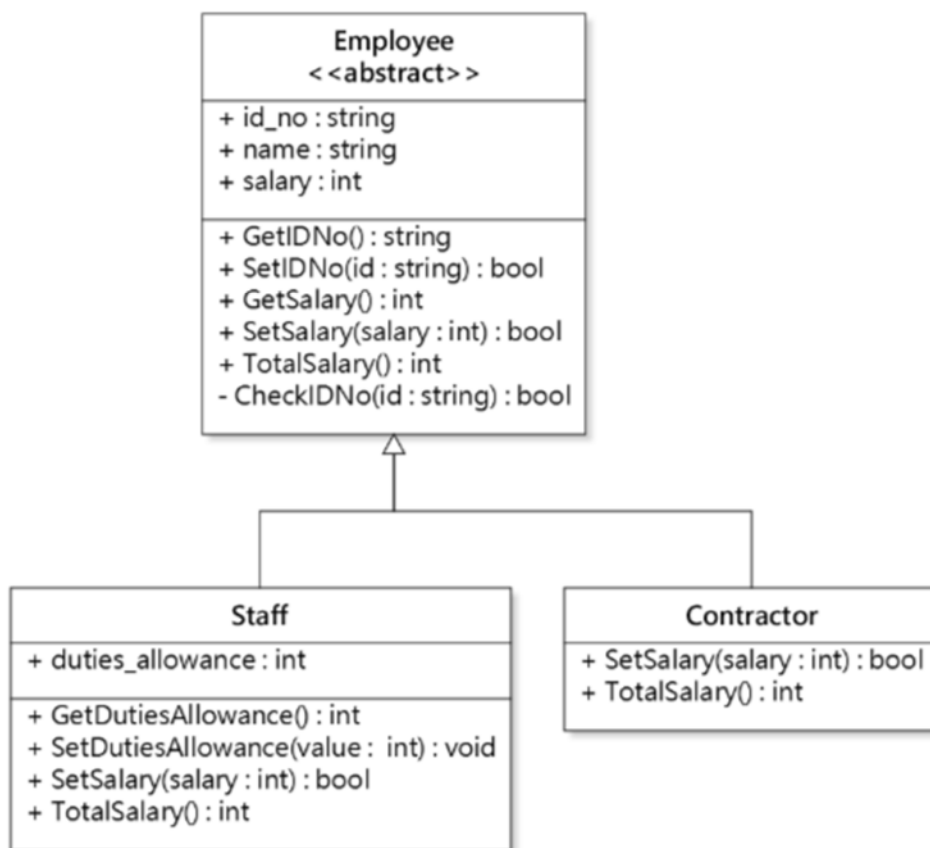 Employee
<<abstract>>
+ id_no : string
+ name : string
+ salary : int
+ GetIDNo() : string
+ SetIDNo(id : string) : bool
+ GetSalary() : int
+ SetSalary(salary : int) : bool
+ TotalSalary() : int
- CheckIDNo(id : string) : bool
Staff
+ duties_allowance : int
+ GetDutiesAllowance() : int
+ SetDutiesAllowance(value : int) : void
+ SetSalary(salary : int) : bool
+ TotalSalary() : int
Contractor
+ SetSalary(salary : int) : bool
+ TotalSalary() : int